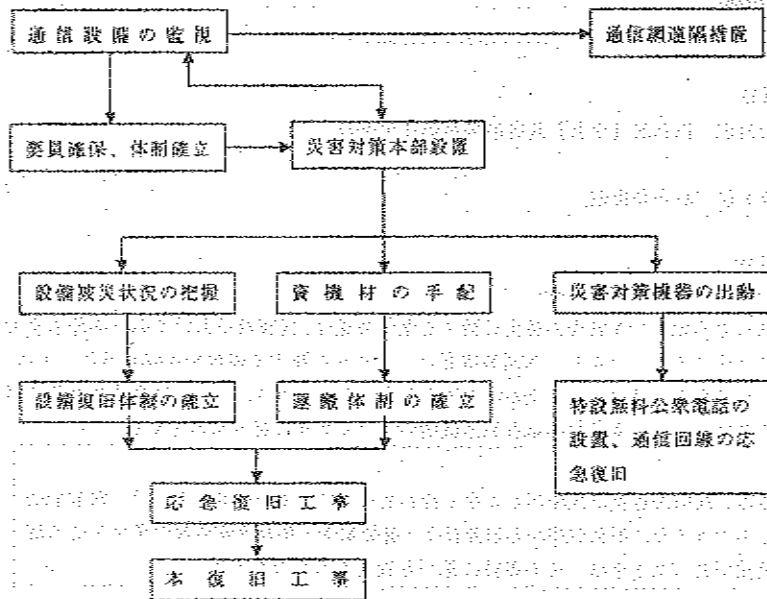 通信設備の監視
通信網遠隔措置
要員確保、体制確立
災害対策本部設置
設備被災状況の把握
資機材の手配
災害対策機器の出動
設備復旧体制の確立
運搬体制の確立
特設無料公衆電話の
設置、通信回線の応
急復旧
応急復旧工事
本復旧工事